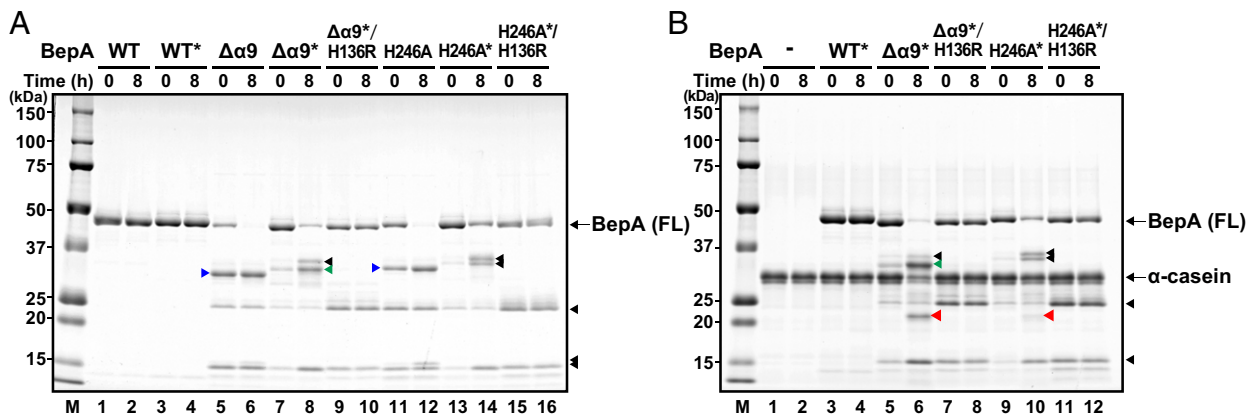 A
BepA WT WT* Δα9 Δα9* Δα9*/H136R H246A H246A* H246A*/H136R
Time (h) 0 8 0 8 0 8 0 8 0 8 0 8 0 8 0 8
(kDa)
150
100
75
50
BepA (FL)
37
25
20
15
M 1 2 3 4 5 6 7 8 9 10 11 12 13 14 15 16
B
BepA - WT* Δα9* Δα9*/H136R H246A* H246A*/H136R
Time (h) 0 8 0 8 0 8 0 8 0 8 0 8
(kDa)
150
100
75
50
BepA (FL)
37
α-casein
25
20
15
M 1 2 3 4 5 6 7 8 9 10 11 12